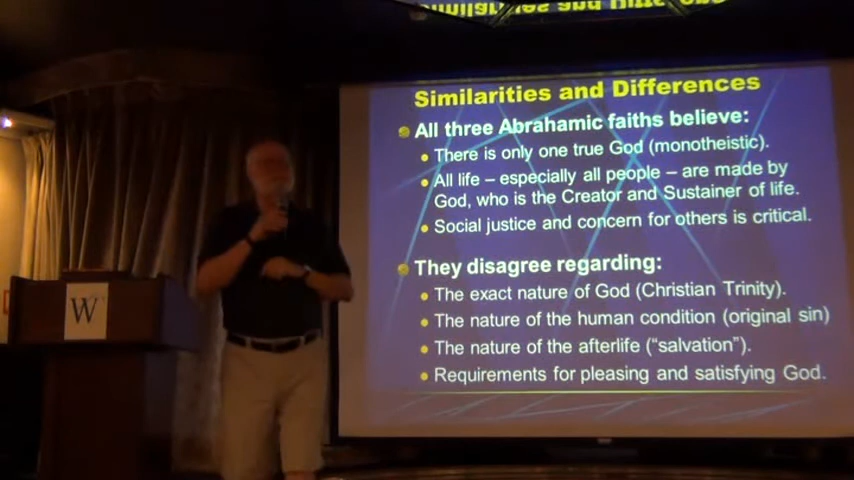 Similarities and Differences
All three Abrahamic faiths believe:
There is only one true God (monotheistic).
All life – especially all people – are made by
God, who is the Creator and Sustainer of life.
Social justice and concern for others is critical.
They disagree regarding:
The exact nature of God (Christian Trinity).
The nature of the human condition (original sin)
The nature of the afterlife (“salvation”).
Requirements for pleasing and satisfying God.
W